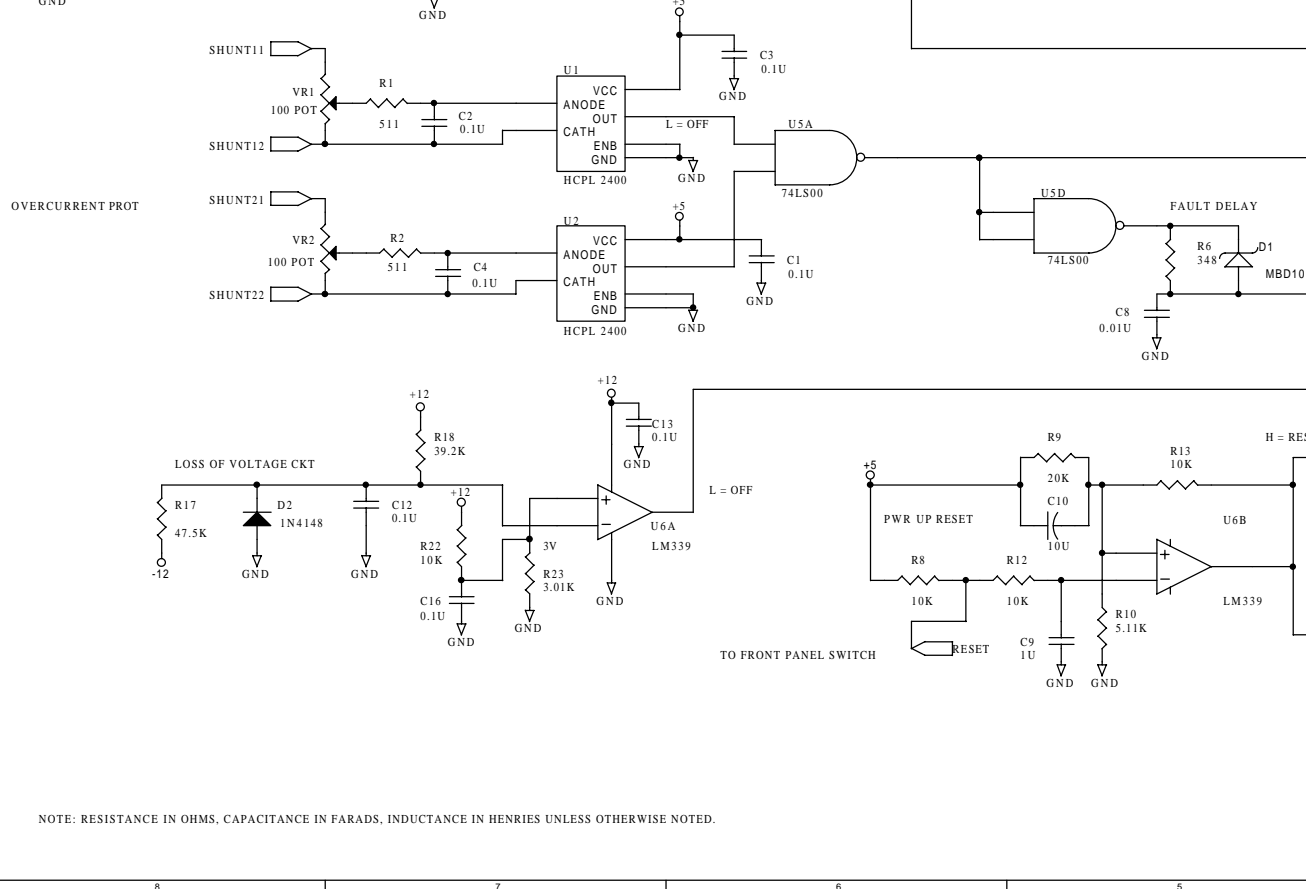 GND
GND
+5
SHUNT11
VR1
100 POT
SHUNT12
R1
511
C2
0.1U
U1
VCC
ANODE
OUT
CATH
ENB
GND
HCPL 2400
C3
0.1U
GND
L = OFF
GND
U5A
74LS00
OVERCURRENT PROT
SHUNT21
VR2
100 POT
SHUNT22
R2
511
C4
0.1U
U2
VCC
ANODE
OUT
CATH
ENB
GND
HCPL 2400
+5
C1
0.1U
GND
GND
U5D
74LS00
FAULT DELAY
R6
348
D1
MBD10
C8
0.01U
GND
LOSS OF VOLTAGE CKT
R17
47.5K
-12
D2
1N4148
GND
C12
0.1U
GND
+12
R18
39.2K
+12
R22
10K
C16
0.1U
GND
3V
R23
3.01K
GND
+12
C13
0.1U
GND
U6A
LM339
GND
L = OFF
+5
PWR UP RESET
R8
10K
R12
10K
RESET
TO FRONT PANEL SWITCH
R9
20K
C10
10U
C9
1U
GND
R10
5.11K
GND
R13
10K
H = RES
U6B
LM339
NOTE: RESISTANCE IN OHMS, CAPACITANCE IN FARADS, INDUCTANCE IN HENRIES UNLESS OTHERWISE NOTED.
8
7
6
5